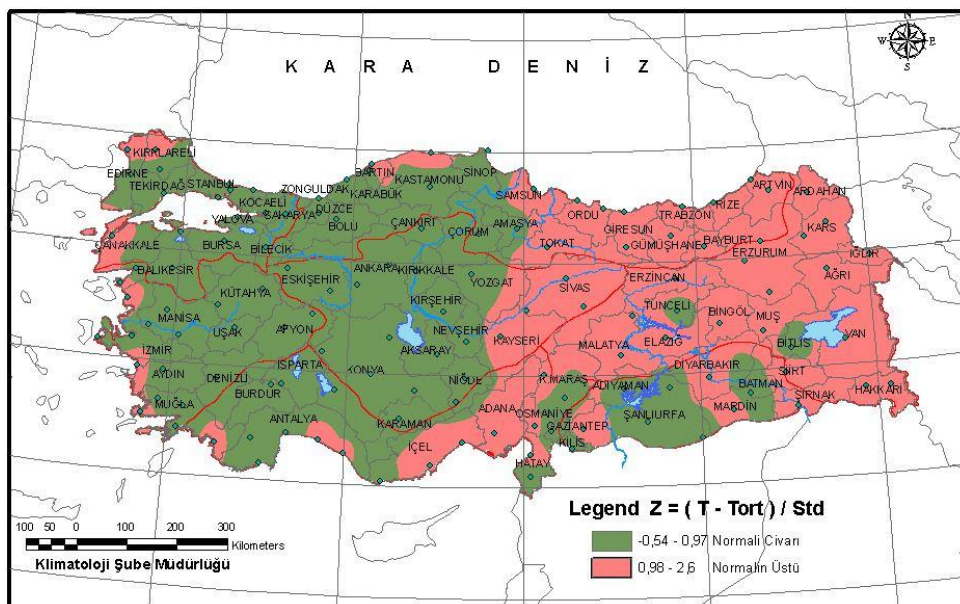 N
W E
S
K A R A D E N İ Z
KIRKLARELİ
EDİRNE
TEKİRDAĞ
İSTANBUL
KOCAELİ
YALOVA
SAKARYA
ZONGULDAK
DÜZCE
BOLU
BARTIN
KARABÜK
KASTAMONU
SİNOP
SAMSUN
ÇANKIRI
ÇORUM
AMASYA
ORDU
TOKAT
GİRESUN
TRABZON
GÜMÜŞHANE
RİZE
BAYBURT
ARTVİN
ARDAHAN
KARS
ERZURUM
IĞDIR
AĞRI
ÇANAKKALE
BALIKESİR
BURSA
BİLECİK
ESKİŞEHİR
KÜTAHYA
ANKARA
KIRIKKALE
YOZGAT
SİVAS
ERZİNCAN
TUNCELİ
BİNGÖL
MUŞ
BİTLİS
VAN
MANİSA
UŞAK
AFYON
KIRŞEHİR
NEVŞEHİR
AKSARAY
KAYSERİ
MALATYA
ELAZIĞ
DİYARBAKIR
BATMAN
SİİRT
ŞIRNAK
HAKKARİ
İZMİR
AYDIN
DENİZLİ
ISPARTA
BURDUR
KONYA
NİĞDE
K.MARAŞ
ADIYAMAN
ŞANLIURFA
MARDİN
MUĞLA
ANTALYA
KARAMAN
İÇEL
ADANA
OSMANİYE
GAZİANTEP
KİLİS
HATAY
100 50 0 100 200 300
Kilometers
Klimatoloji Şube Müdürlüğü
Legend Z = ( T - Tort ) / Std
-0,54 - 0,97 Normali Civarı
0,98 - 2,6 Normalin Üstü